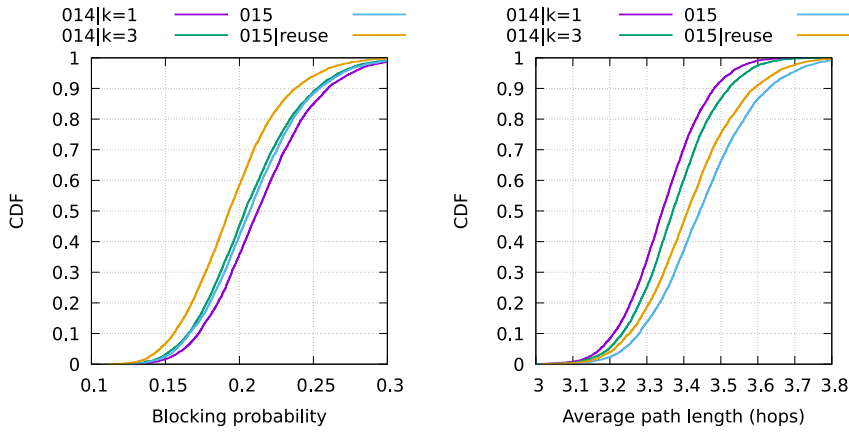 014|k=1 015
014|k=3 015|reuse
1
0.9
0.8
0.7
0.6
0.5
0.4
0.3
0.2
0.1
0
CDF
0.1 0.15 0.2 0.25 0.3
Blocking probability
014|k=1 015
014|k=3 015|reuse
1
0.9
0.8
0.7
0.6
0.5
0.4
0.3
0.2
0.1
0
CDF
3 3.1 3.2 3.3 3.4 3.5 3.6 3.7 3.8
Average path length (hops)